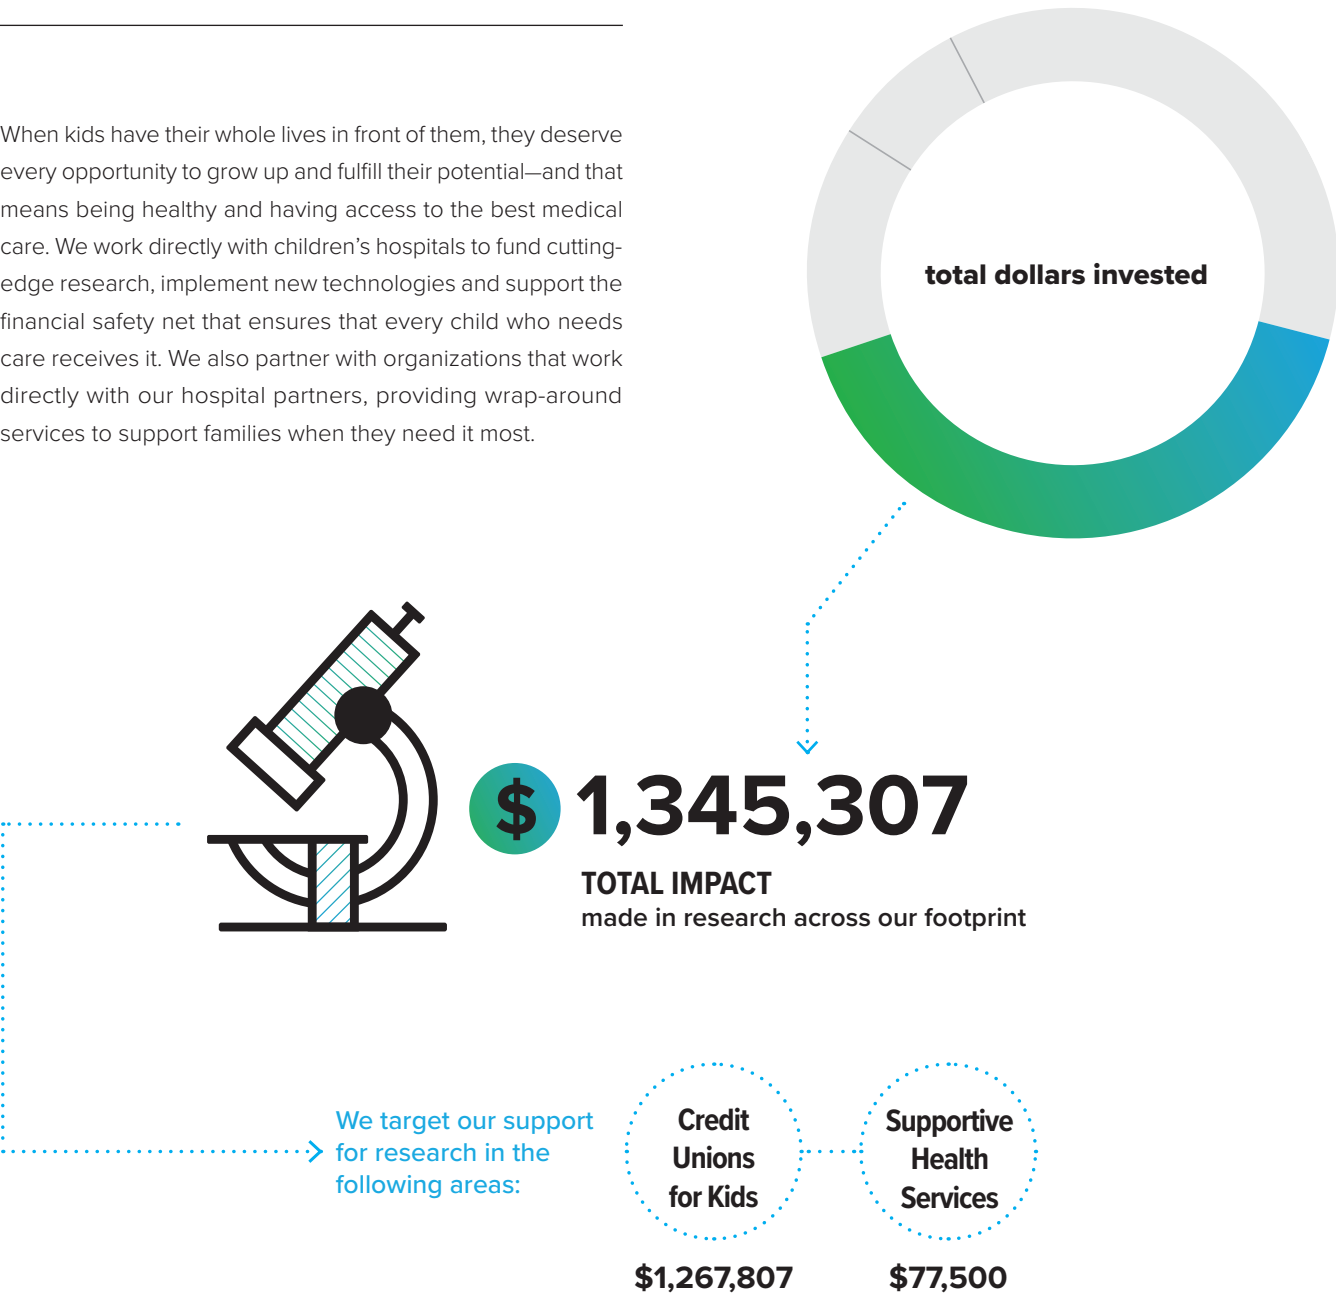 When kids have their whole lives in front of them, they deserve
every opportunity to grow up and fulfill their potential—and that
means being healthy and having access to the best medical
care. We work directly with children’s hospitals to fund cutting-
edge research, implement new technologies and support the
financial safety net that ensures that every child who needs
care receives it. We also partner with organizations that work
directly with our hospital partners, providing wrap-around
services to support families when they need it most.
total dollars invested
$ 1,345,307
TOTAL IMPACT
made in research across our footprint
We target our support
for research in the
following areas:
Credit
Unions
for Kids
$1,267,807
Supportive
Health
Services
$77,500